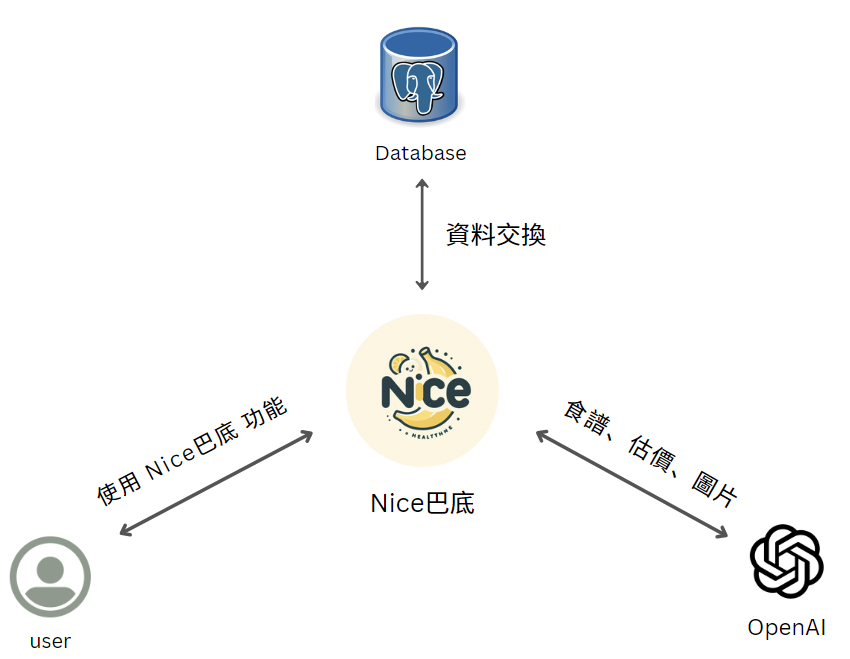 Database
資料交換
Nice
HEALTTHME
Nice巴底
使用 Nice巴底 功能
食譜、估價、圖片
user
OpenAI